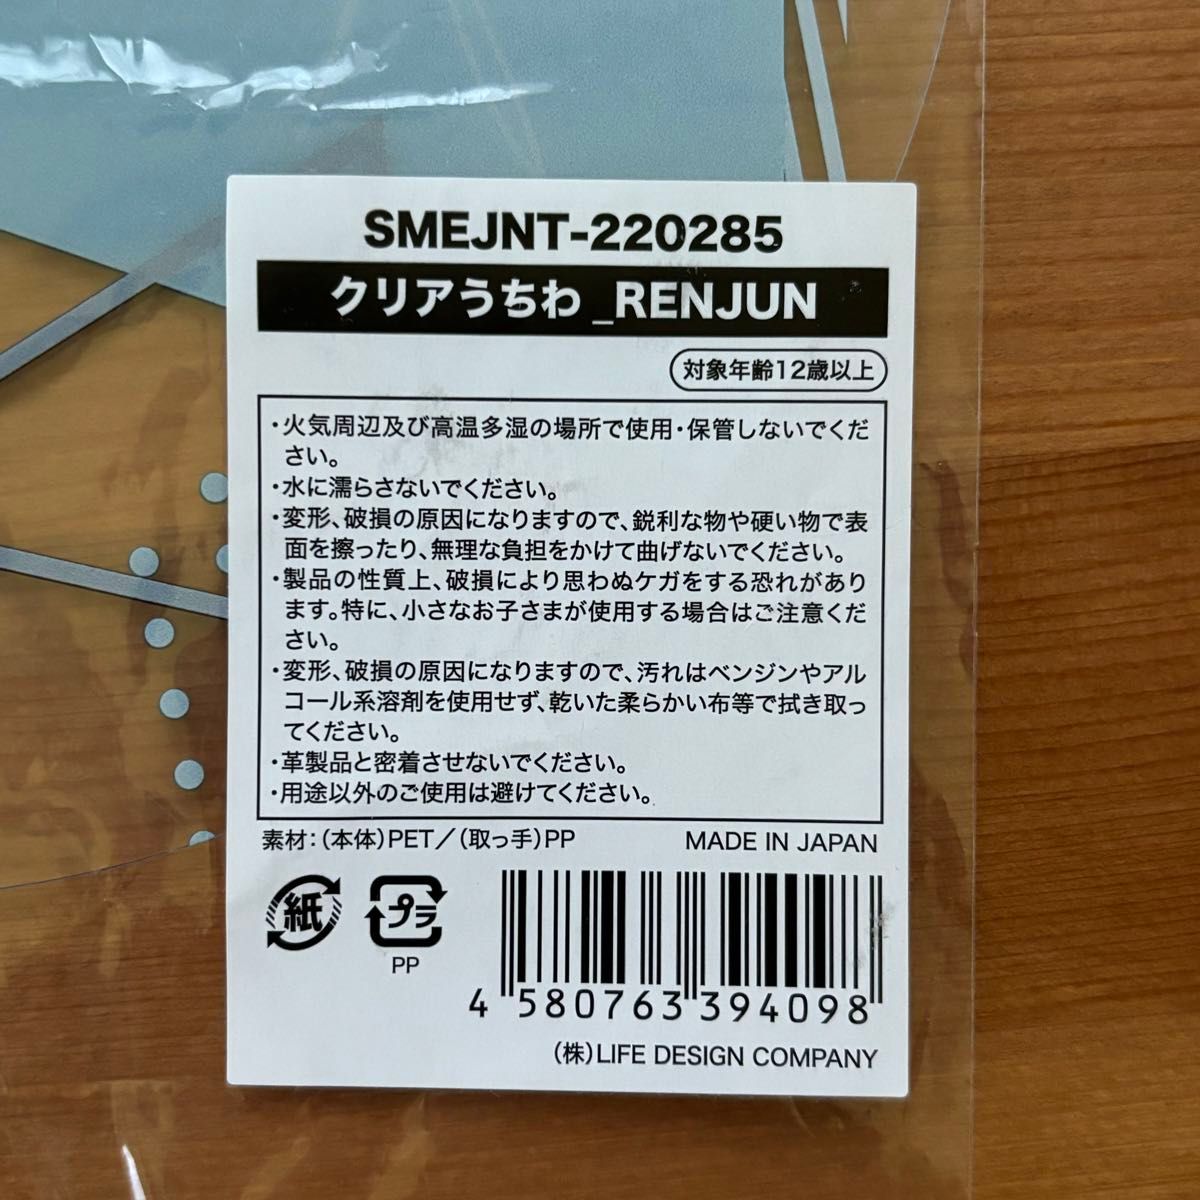 SMEJNT-220285
クリアうちわ _RENJUN
対象年齢12歳以上
・火気周辺及び高温多湿の場所で使用・保管しないでくだ
さい。
・水に濡らさないでください。
・変形、破損の原因になりますので、鋭利な物や硬い物で表
面を擦ったり、無理な負担をかけて曲げないでください。
・製品の性質上、破損により思わぬケガをする恐れがあり
ます。特に、小さなお子さまが使用する場合はご注意くだ
さい。
・変形、破損の原因になりますので、汚れはベンジンやアル
コール系溶剤を使用せず、乾いた柔らかい布等で拭き取っ
てください。
・革製品と密着させないでください。
・用途以外のご使用は避けてください。
素材：（本体）PET／（取っ手）PP
MADE IN JAPAN
紙
プラ
PP
4 580763 394098
（株）LIFE DESIGN COMPANY